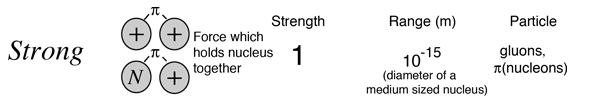 Strong
π
+ +
π
N +
Force which
holds nucleus
together
Strength
1
Range (m)
10⁻¹⁵
(diameter of a
medium sized nucleus)
Particle
gluons,
π(nucleons)